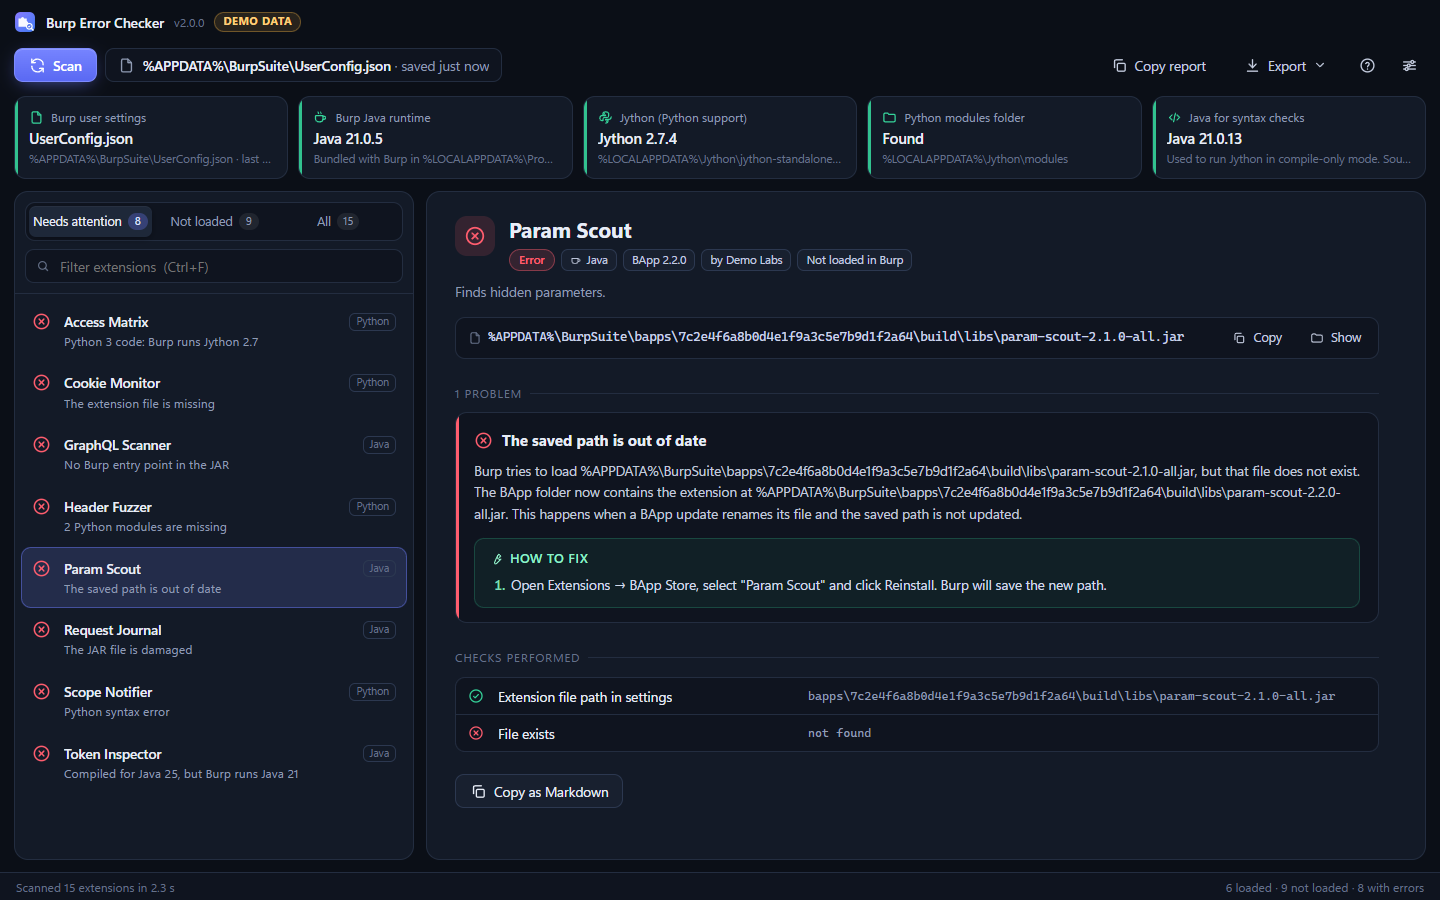 Burp Error Checker v2.0.0 DEMO DATA
Scan
%APPDATA%\BurpSuite\UserConfig.json · saved just now
Copy report
Export
Burp user settings
UserConfig.json
%APPDATA%\BurpSuite\UserConfig.json · last ...
Burp Java runtime
Java 21.0.5
Bundled with Burp in %LOCALAPPDATA%\Pro...
Jython (Python support)
Jython 2.7.4
%LOCALAPPDATA%\Jython\jython-standalone...
Python modules folder
Found
%LOCALAPPDATA%\Jython\modules
Java for syntax checks
Java 21.0.13
Used to run Jython in compile-only mode. Sou...
Needs attention 8
Not loaded 9
All 15
Filter extensions (Ctrl+F)
Access Matrix Python
Python 3 code: Burp runs Jython 2.7
Cookie Monitor Python
The extension file is missing
GraphQL Scanner Java
No Burp entry point in the JAR
Header Fuzzer Python
2 Python modules are missing
Param Scout Java
The saved path is out of date
Request Journal Java
The JAR file is damaged
Scope Notifier Python
Python syntax error
Token Inspector Java
Compiled for Java 25, but Burp runs Java 21
Param Scout
Error Java BApp 2.2.0 by Demo Labs Not loaded in Burp
Finds hidden parameters.
%APPDATA%\BurpSuite\bapps\7c2e4f6a8b0d4e1f9a3c5e7b9d1f2a64\build\libs\param-scout-2.1.0-all.jar
Copy
Show
1 PROBLEM
The saved path is out of date
Burp tries to load %APPDATA%\BurpSuite\bapps\7c2e4f6a8b0d4e1f9a3c5e7b9d1f2a64\build\libs\param-scout-2.1.0-all.jar, but that file does not exist.
The BApp folder now contains the extension at %APPDATA%\BurpSuite\bapps\7c2e4f6a8b0d4e1f9a3c5e7b9d1f2a64\build\libs\param-scout-2.2.0-
all.jar. This happens when a BApp update renames its file and the saved path is not updated.
HOW TO FIX
1. Open Extensions → BApp Store, select "Param Scout" and click Reinstall. Burp will save the new path.
CHECKS PERFORMED
Extension file path in settings bapps\7c2e4f6a8b0d4e1f9a3c5e7b9d1f2a64\build\libs\param-scout-2.1.0-all.jar
File exists not found
Copy as Markdown
Scanned 15 extensions in 2.3 s
6 loaded · 9 not loaded · 8 with errors